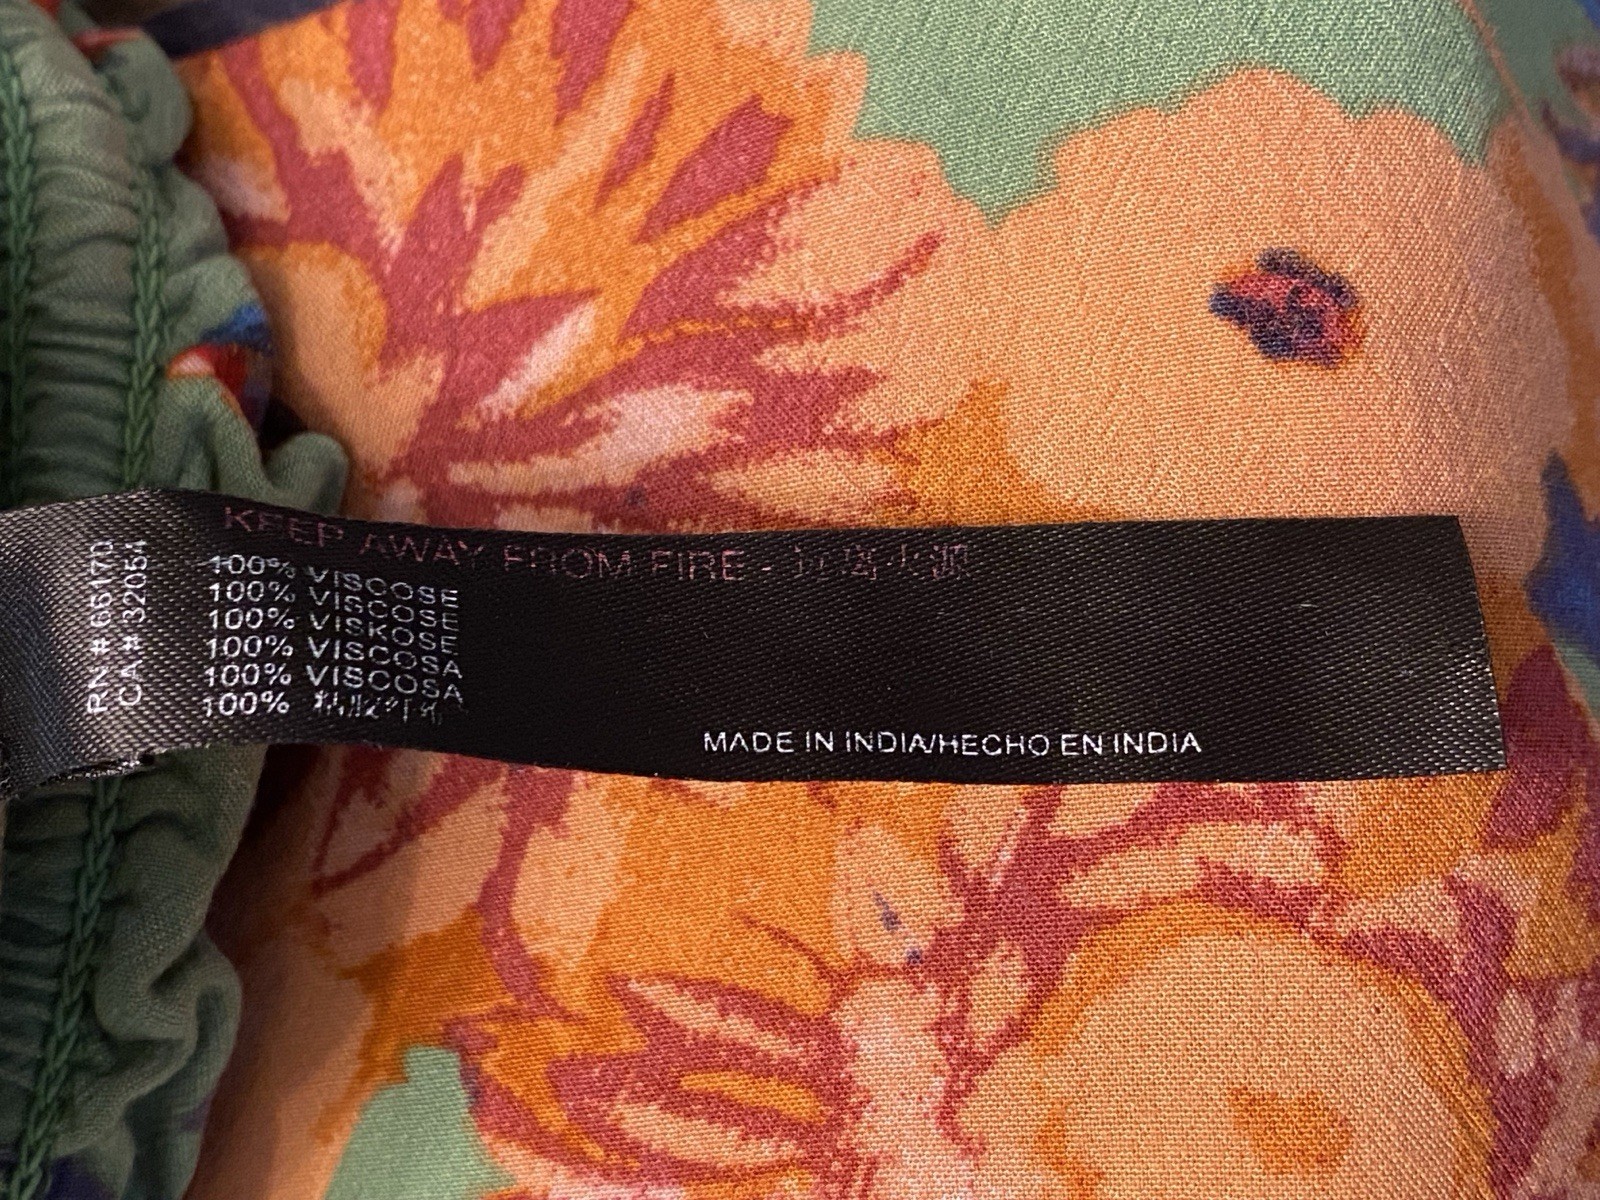 KEEP AWAY FROM FIRE -
RN # 66170
CA # 32054
100% VISCOSE
100% VISCOSE
100% VISKOSE
100% VISCOSA
100% VISCOSA
100%
MADE IN INDIA/HECHO EN INDIA